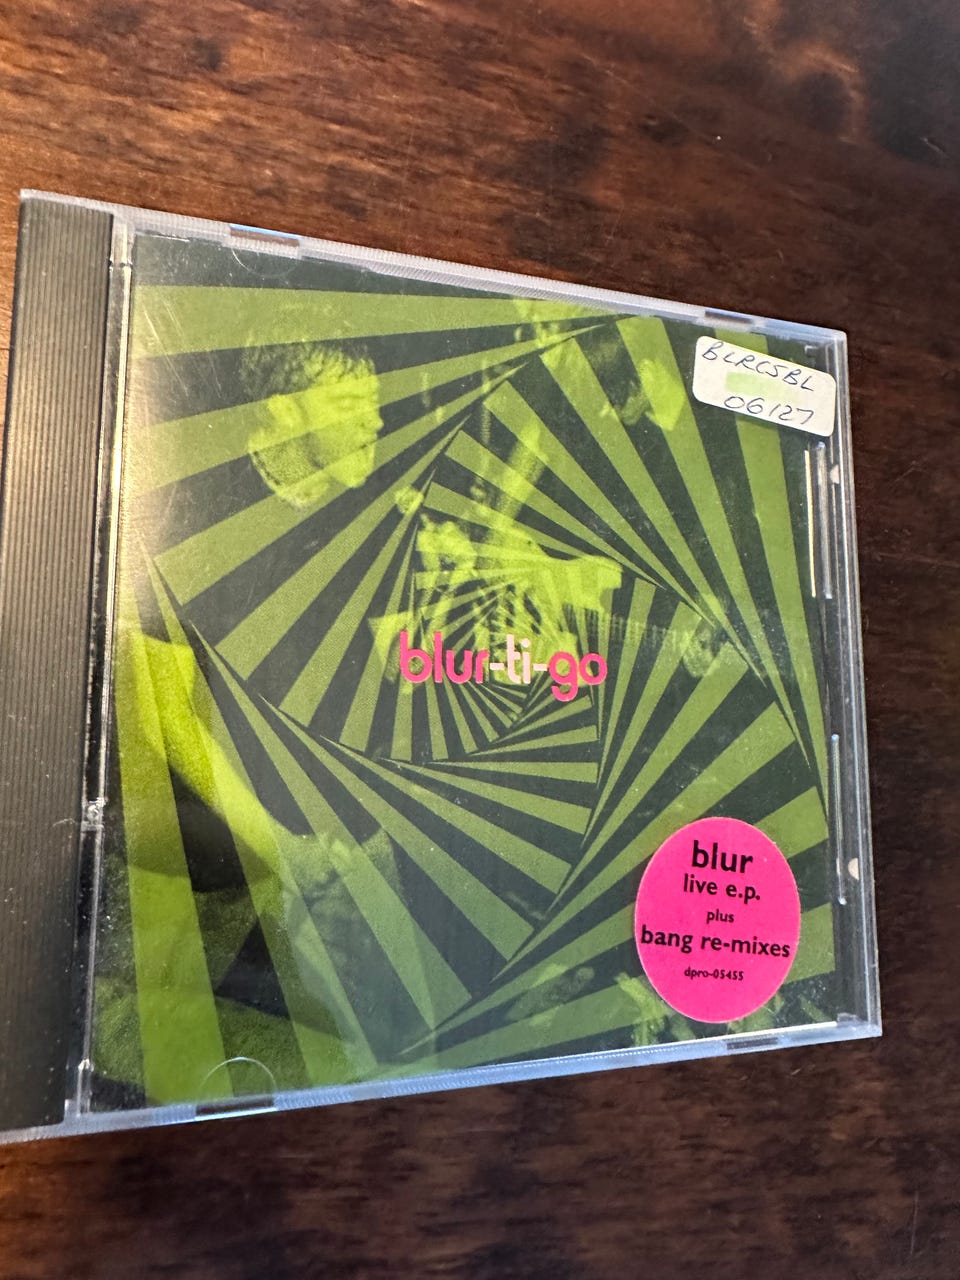 BLRCSBL
06127
blur-ti-go
blur
live e.p.
plus
bang re-mixes
dpro-05455